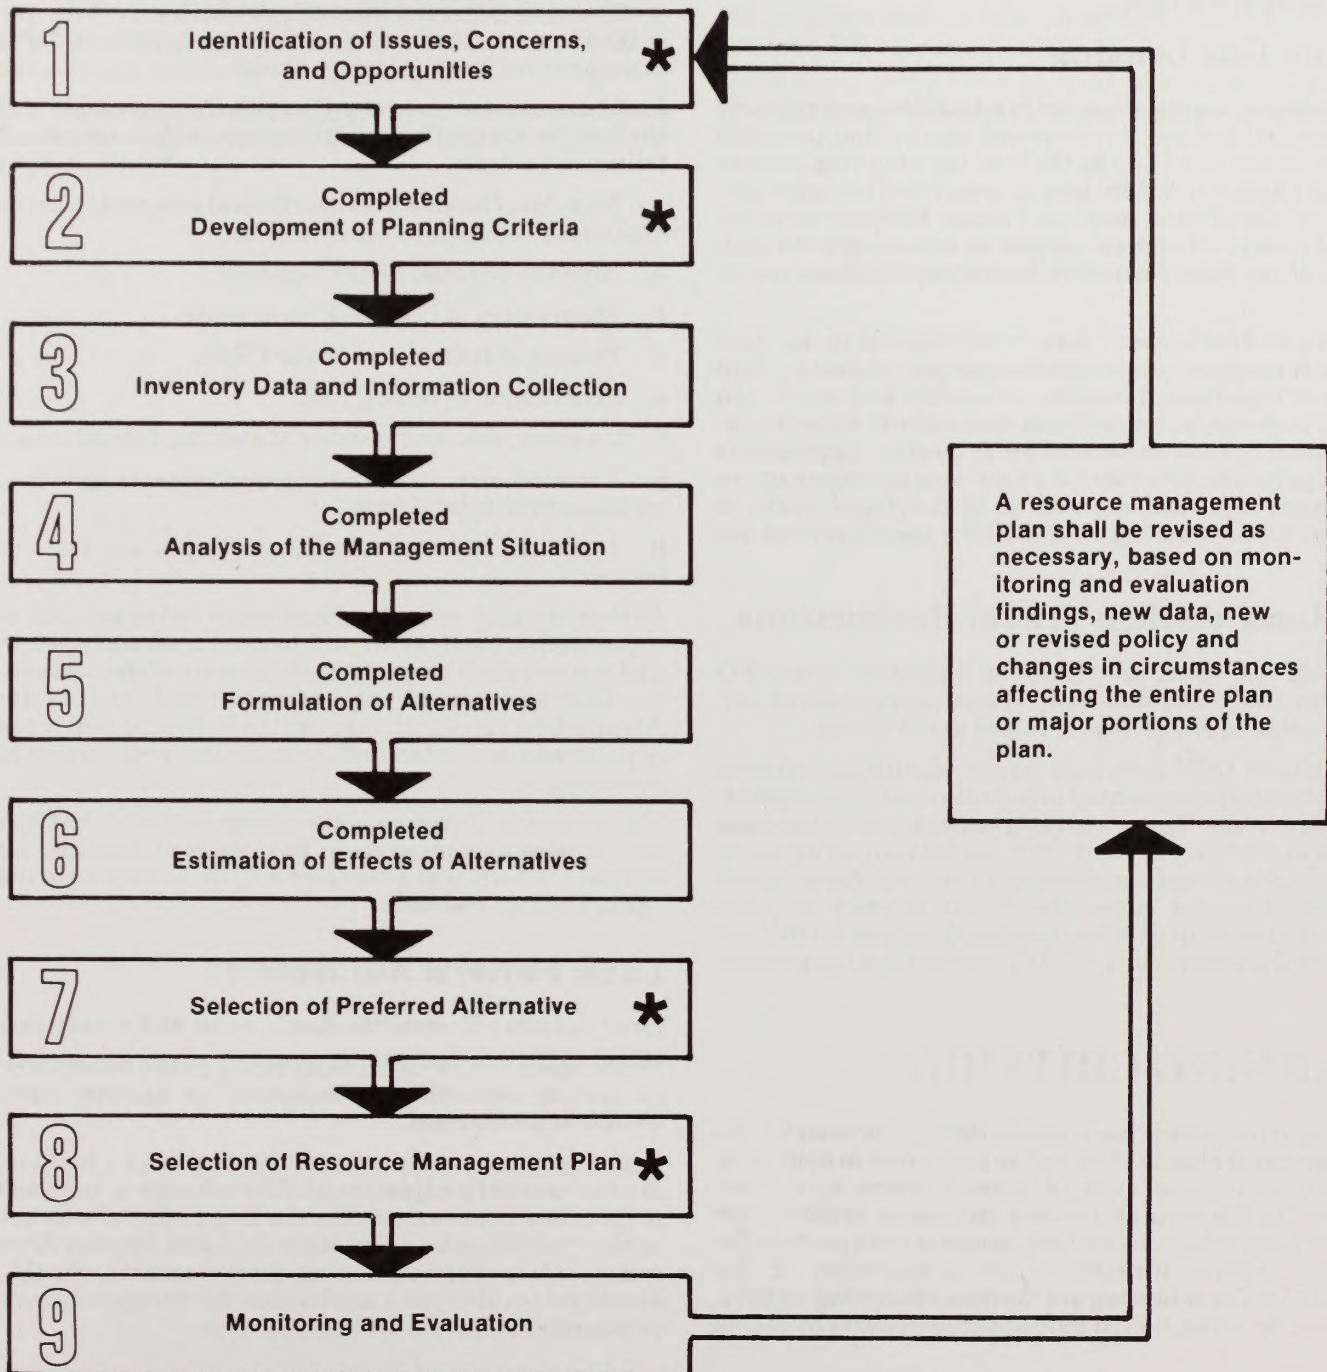 1
Identification of Issues, Concerns,
and Opportunities
*
2
Completed
Development of Planning Criteria
*
3
Completed
Inventory Data and Information Collection
4
Completed
Analysis of the Management Situation
5
Completed
Formulation of Alternatives
6
Completed
Estimation of Effects of Alternatives
7
Selection of Preferred Alternative
*
8
Selection of Resource Management Plan
*
9
Monitoring and Evaluation
A resource management
plan shall be revised as
necessary, based on mon-
itoring and evaluation
findings, new data, new
or revised policy and
changes in circumstances
affecting the entire plan
or major portions of the
plan.